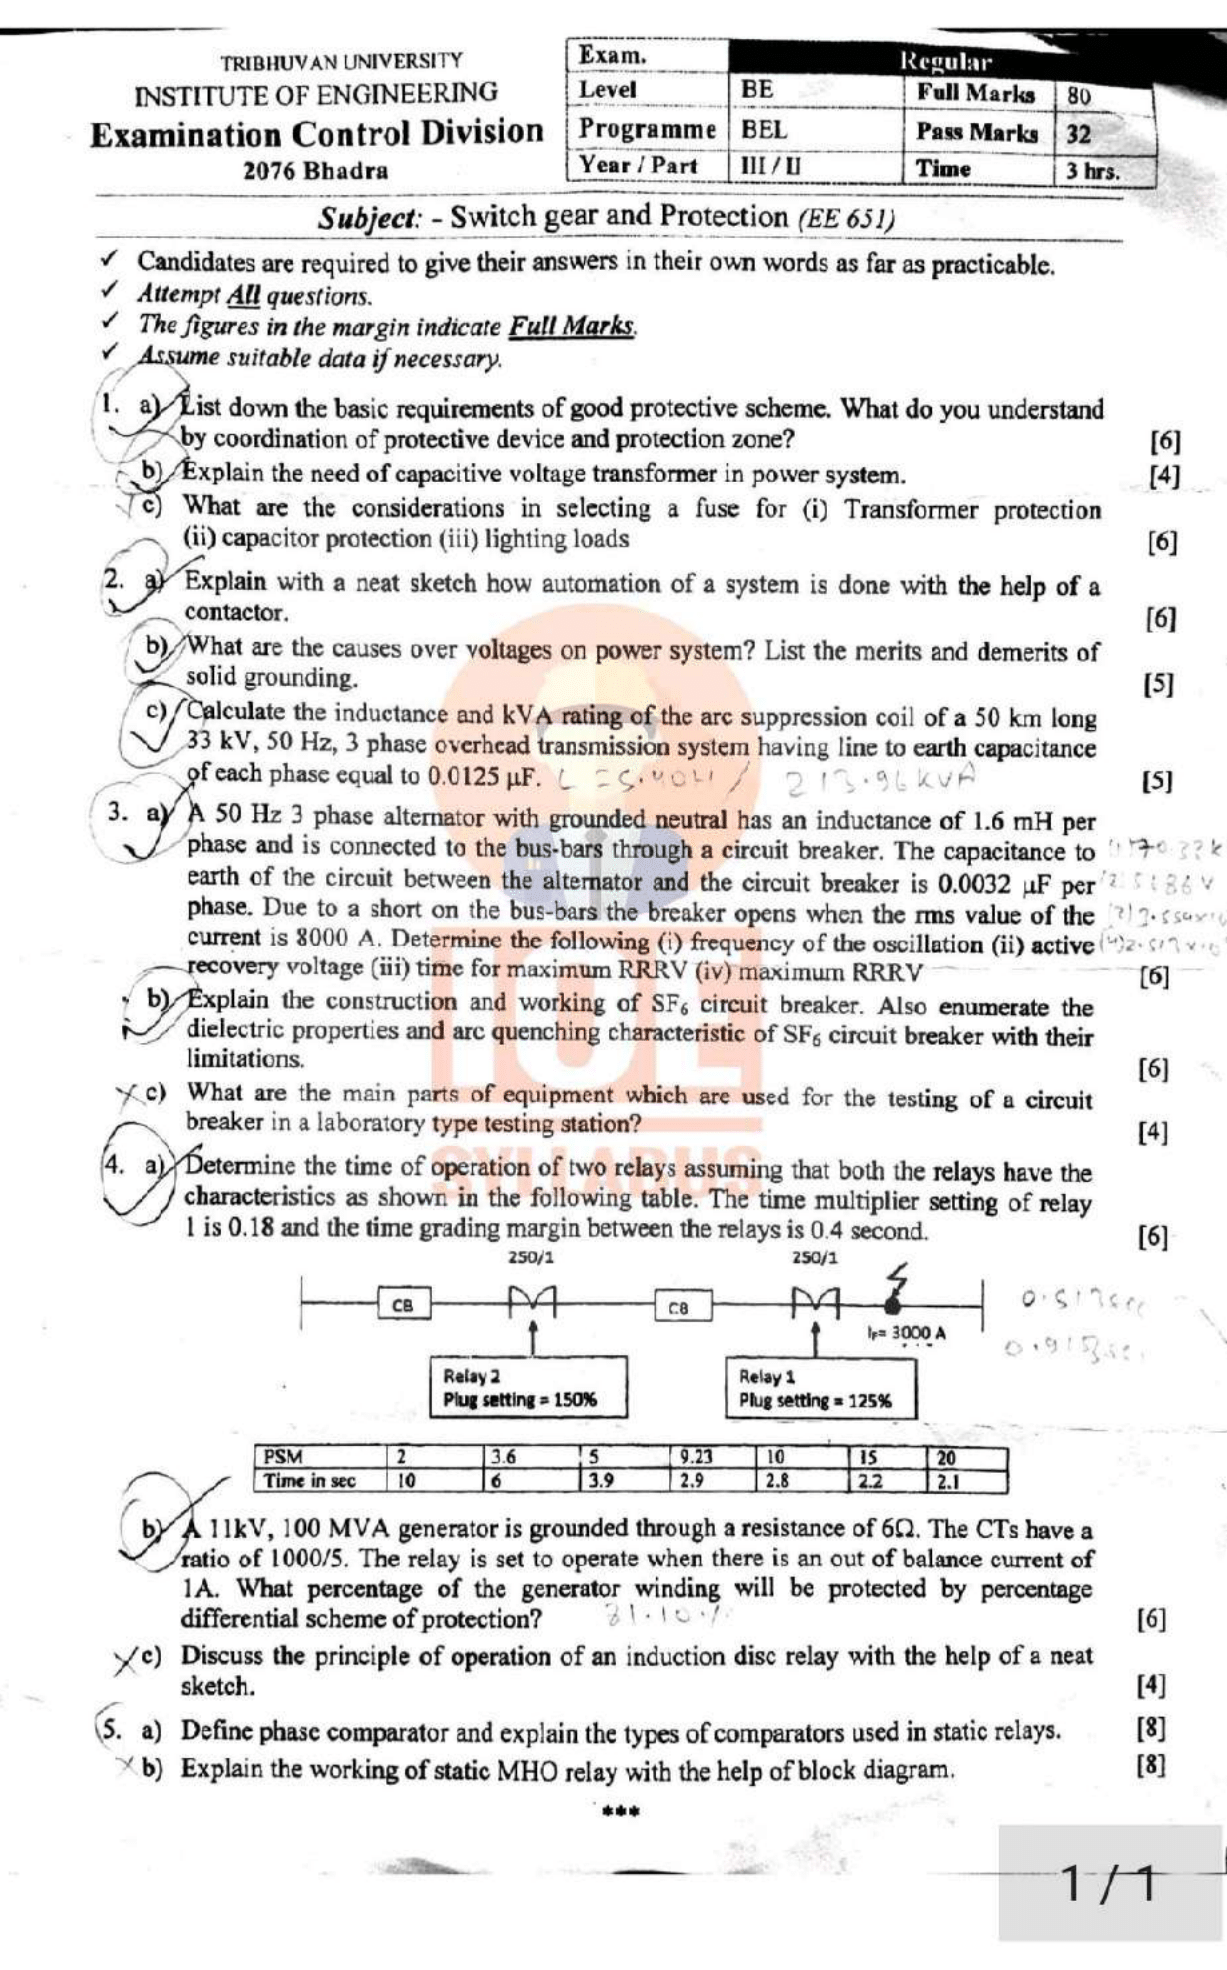 TRIBHUVAN UNIVERSITY
INSTITUTE OF ENGINEERING
Examination Control Division
2076 Bhadra
Exam. Regular
Level BE Full Marks 80
Programme BEL Pass Marks 32
Year / Part III / II Time 3 hrs.
Subject: - Switch gear and Protection (EE 651)
✓ Candidates are required to give their answers in their own words as far as practicable.
✓ Attempt All questions.
✓ The figures in the margin indicate Full Marks.
✓ Assume suitable data if necessary.
1. a) List down the basic requirements of good protective scheme. What do you understand
by coordination of protective device and protection zone? [6]
b) Explain the need of capacitive voltage transformer in power system. [4]
c) What are the considerations in selecting a fuse for (i) Transformer protection
(ii) capacitor protection (iii) lighting loads [6]
2. a) Explain with a neat sketch how automation of a system is done with the help of a
contactor. [6]
b) What are the causes over voltages on power system? List the merits and demerits of
solid grounding. [5]
c) Calculate the inductance and kVA rating of the arc suppression coil of a 50 km long
33 kV, 50 Hz, 3 phase overhead transmission system having line to earth capacitance
of each phase equal to 0.0125 µF. 213.96 kVA [5]
3. a) A 50 Hz 3 phase alternator with grounded neutral has an inductance of 1.6 mH per
phase and is connected to the bus-bars through a circuit breaker. The capacitance to
earth of the circuit between the alternator and the circuit breaker is 0.0032 µF per
phase. Due to a short on the bus-bars the breaker opens when the rms value of the
current is 8000 A. Determine the following (i) frequency of the oscillation (ii) active
recovery voltage (iii) time for maximum RRRV (iv) maximum RRRV [6]
b) Explain the construction and working of SF6 circuit breaker. Also enumerate the
dielectric properties and arc quenching characteristic of SF6 circuit breaker with their
limitations. [6]
c) What are the main parts of equipment which are used for the testing of a circuit
breaker in a laboratory type testing station? [4]
IOE
SYLLABUS
4. a) Determine the time of operation of two relays assuming that both the relays have the
characteristics as shown in the following table. The time multiplier setting of relay
1 is 0.18 and the time grading margin between the relays is 0.4 second. [6]
250/1 250/1
CB CB
IF= 3000 A
0.513sec
Relay 2 Relay 1
Plug setting = 150% Plug setting = 125%
PSM 2 3.6 5 9.23 10 15 20
Time in sec 10 6 3.9 2.9 2.8 2.2 2.1
b) A 11kV, 100 MVA generator is grounded through a resistance of 6Ω. The CTs have a
ratio of 1000/5. The relay is set to operate when there is an out of balance current of
1A. What percentage of the generator winding will be protected by percentage
differential scheme of protection? 81.10% [6]
c) Discuss the principle of operation of an induction disc relay with the help of a neat
sketch. [4]
5. a) Define phase comparator and explain the types of comparators used in static relays. [8]
b) Explain the working of static MHO relay with the help of block diagram. [8]
***
1 / 1